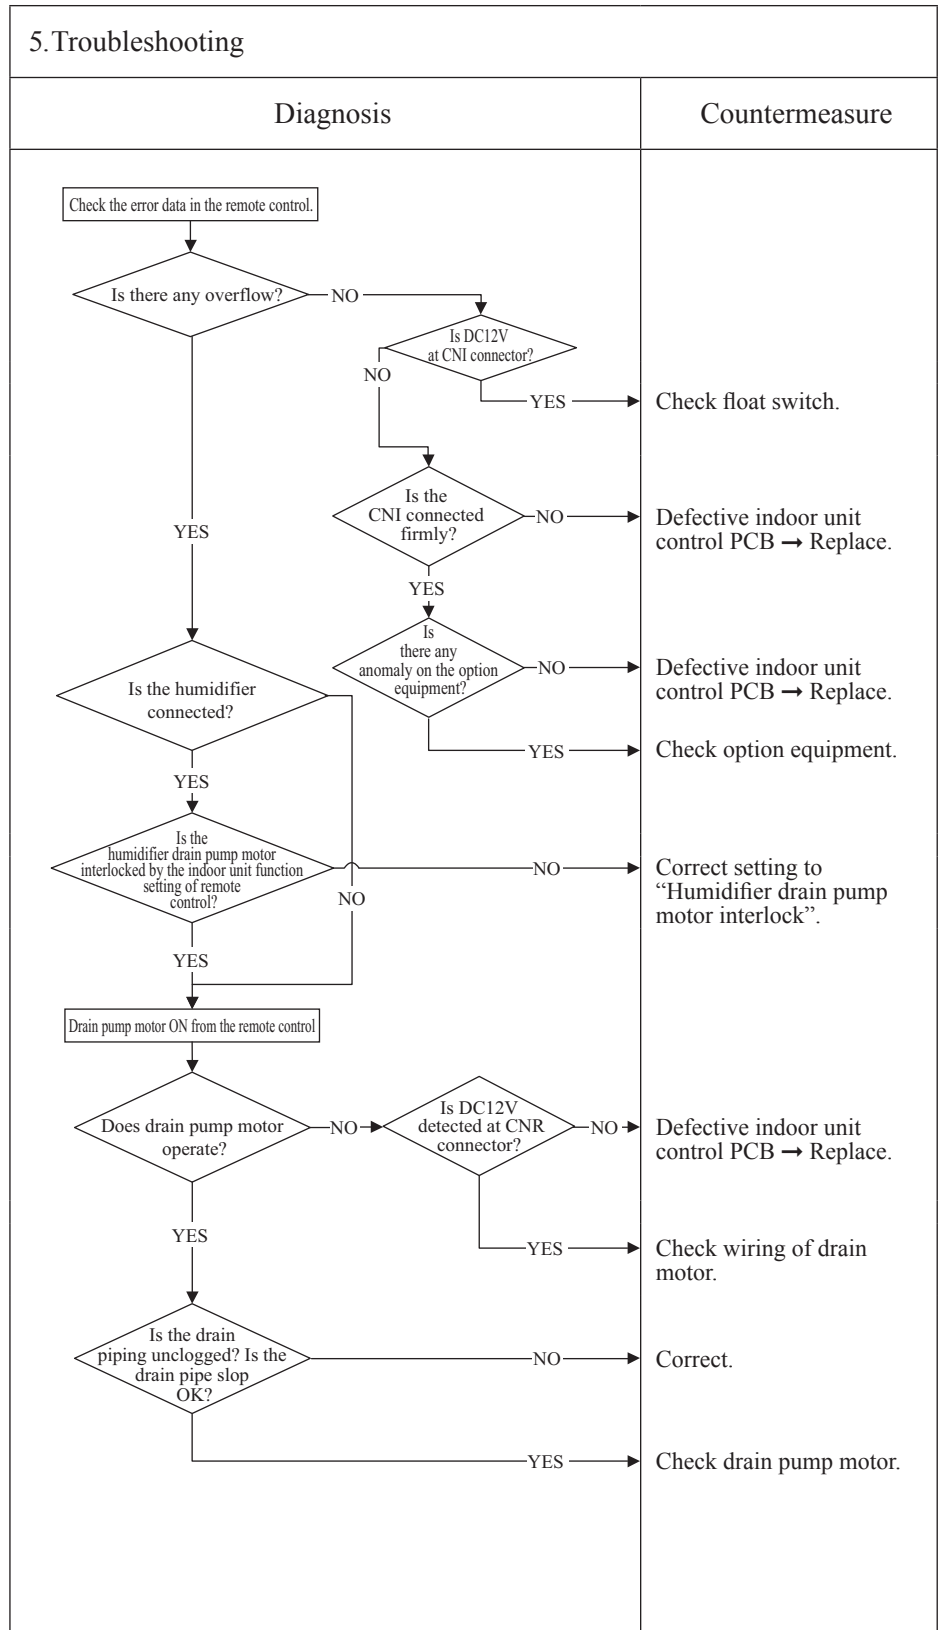 5.Troubleshooting
Diagnosis
Countermeasure
Check the error data in the remote control.
Is there any overflow?
NO
Is DC12V
at CNI connector?
NO
YES
Check float switch.
Is the
CNI connected
firmly?
NO
Defective indoor unit
control PCB → Replace.
YES
YES
Is
there any
anomaly on the option
equipment?
NO
Defective indoor unit
control PCB → Replace.
Is the humidifier
connected?
YES
Check option equipment.
YES
Is the
humidifier drain pump motor
interlocked by the indoor unit function
setting of remote
control?
NO
Correct setting to
“Humidifier drain pump
motor interlock”.
NO
YES
Drain pump motor ON from the remote control
Does drain pump motor
operate?
NO
Is DC12V
detected at CNR
connector?
NO
Defective indoor unit
control PCB → Replace.
YES
YES
Check wiring of drain
motor.
Is the drain
piping unclogged? Is the
drain pipe slop
OK?
NO
Correct.
YES
Check drain pump motor.